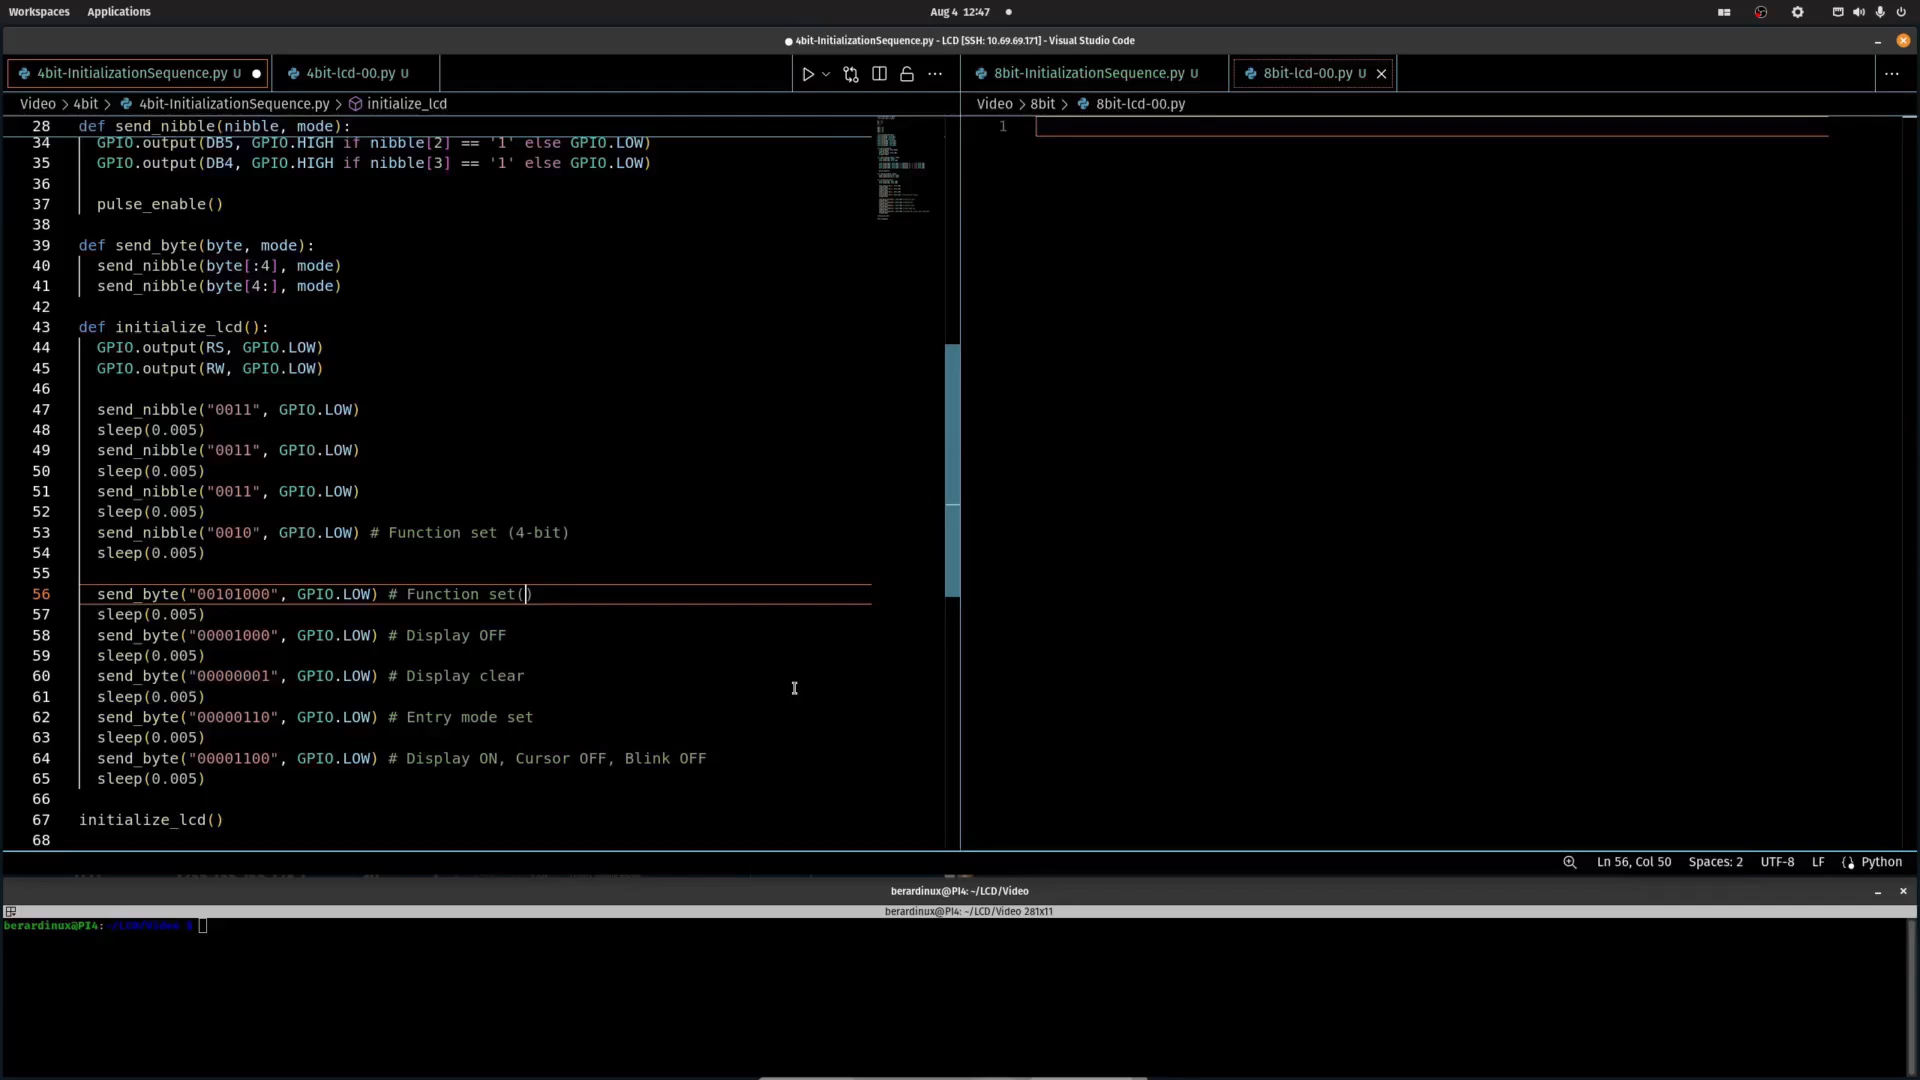 Workspaces Applications Aug 4 12:47
4bit-InitializationSequence.py - LCD [SSH: 10.69.69.171] - Visual Studio Code
4bit-InitializationSequence.py U 4bit-lcd-00.py U 8bit-InitializationSequence.py U 8bit-lcd-00.py U
Video > 4bit > 4bit-InitializationSequence.py > initialize_lcd Video > 8bit > 8bit-lcd-00.py
28 def send_nibble(nibble, mode): 1
34 GPIO.output(DB5, GPIO.HIGH if nibble[2] == '1' else GPIO.LOW)
35 GPIO.output(DB4, GPIO.HIGH if nibble[3] == '1' else GPIO.LOW)
36
37 pulse_enable()
38
39 def send_byte(byte, mode):
40 send_nibble(byte[:4], mode)
41 send_nibble(byte[4:], mode)
42
43 def initialize_lcd():
44 GPIO.output(RS, GPIO.LOW)
45 GPIO.output(RW, GPIO.LOW)
46
47 send_nibble("0011", GPIO.LOW)
48 sleep(0.005)
49 send_nibble("0011", GPIO.LOW)
50 sleep(0.005)
51 send_nibble("0011", GPIO.LOW)
52 sleep(0.005)
53 send_nibble("0010", GPIO.LOW) # Function set (4-bit)
54 sleep(0.005)
55
56 send_byte("00101000", GPIO.LOW) # Function set()
57 sleep(0.005)
58 send_byte("00001000", GPIO.LOW) # Display OFF
59 sleep(0.005)
60 send_byte("00000001", GPIO.LOW) # Display clear
61 sleep(0.005)
62 send_byte("00000110", GPIO.LOW) # Entry mode set
63 sleep(0.005)
64 send_byte("00001100", GPIO.LOW) # Display ON, Cursor OFF, Blink OFF
65 sleep(0.005)
66
67 initialize_lcd()
68
Ln 56, Col 50 Spaces: 2 UTF-8 LF Python
berardinux@PI4: ~/LCD/Video
berardinux@PI4: ~/LCD/Video 281x11
berardinux@PI4: ~/LCD/Video $